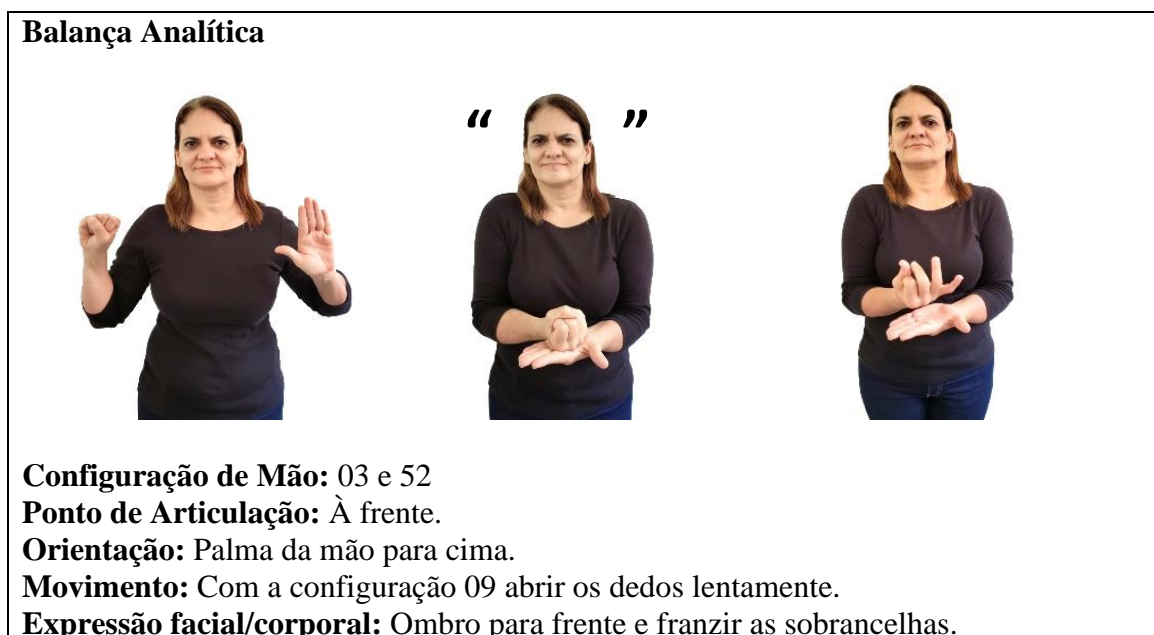 Balança Analítica
“ ”
Configuração de Mão: 03 e 52
Ponto de Articulação: À frente.
Orientação: Palma da mão para cima.
Movimento: Com a configuração 09 abrir os dedos lentamente.
Expressão facial/corporal: Ombro para frente e franzir as sobrancelhas.